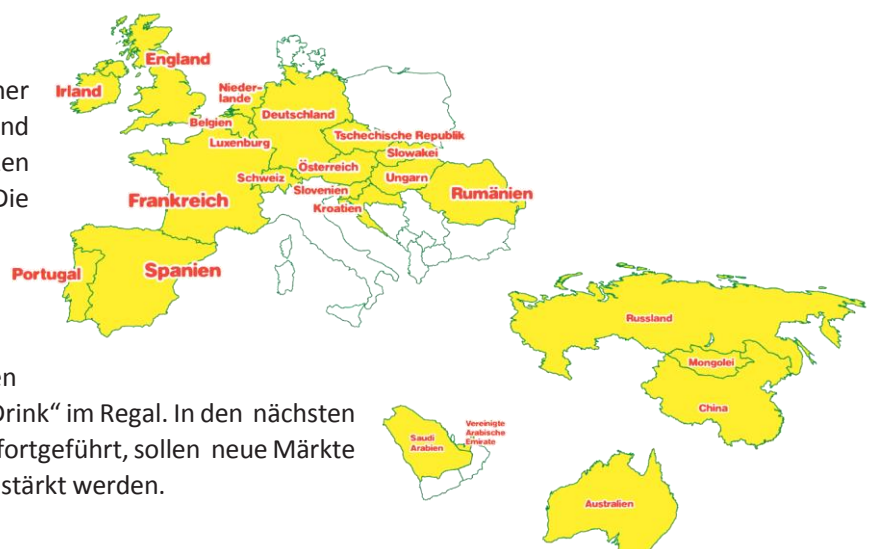 England
Irland
Nieder-
lande
Belgien
Deutschland
Luxenburg
Tschechische Republik
Slowakei
Österreich
Schweiz
Ungarn
Slovenien
Frankreich
Kroatien
Rumänien
Portugal
Spanien
Russland
Mongolei
China
Saudi
Arabien
Vereinigte
Arabische
Emirate
Australien
her
nd
en
Die
en
Drink“ im Regal. In den nächsten
fortgeführt, sollen neue Märkte
stärkt werden.